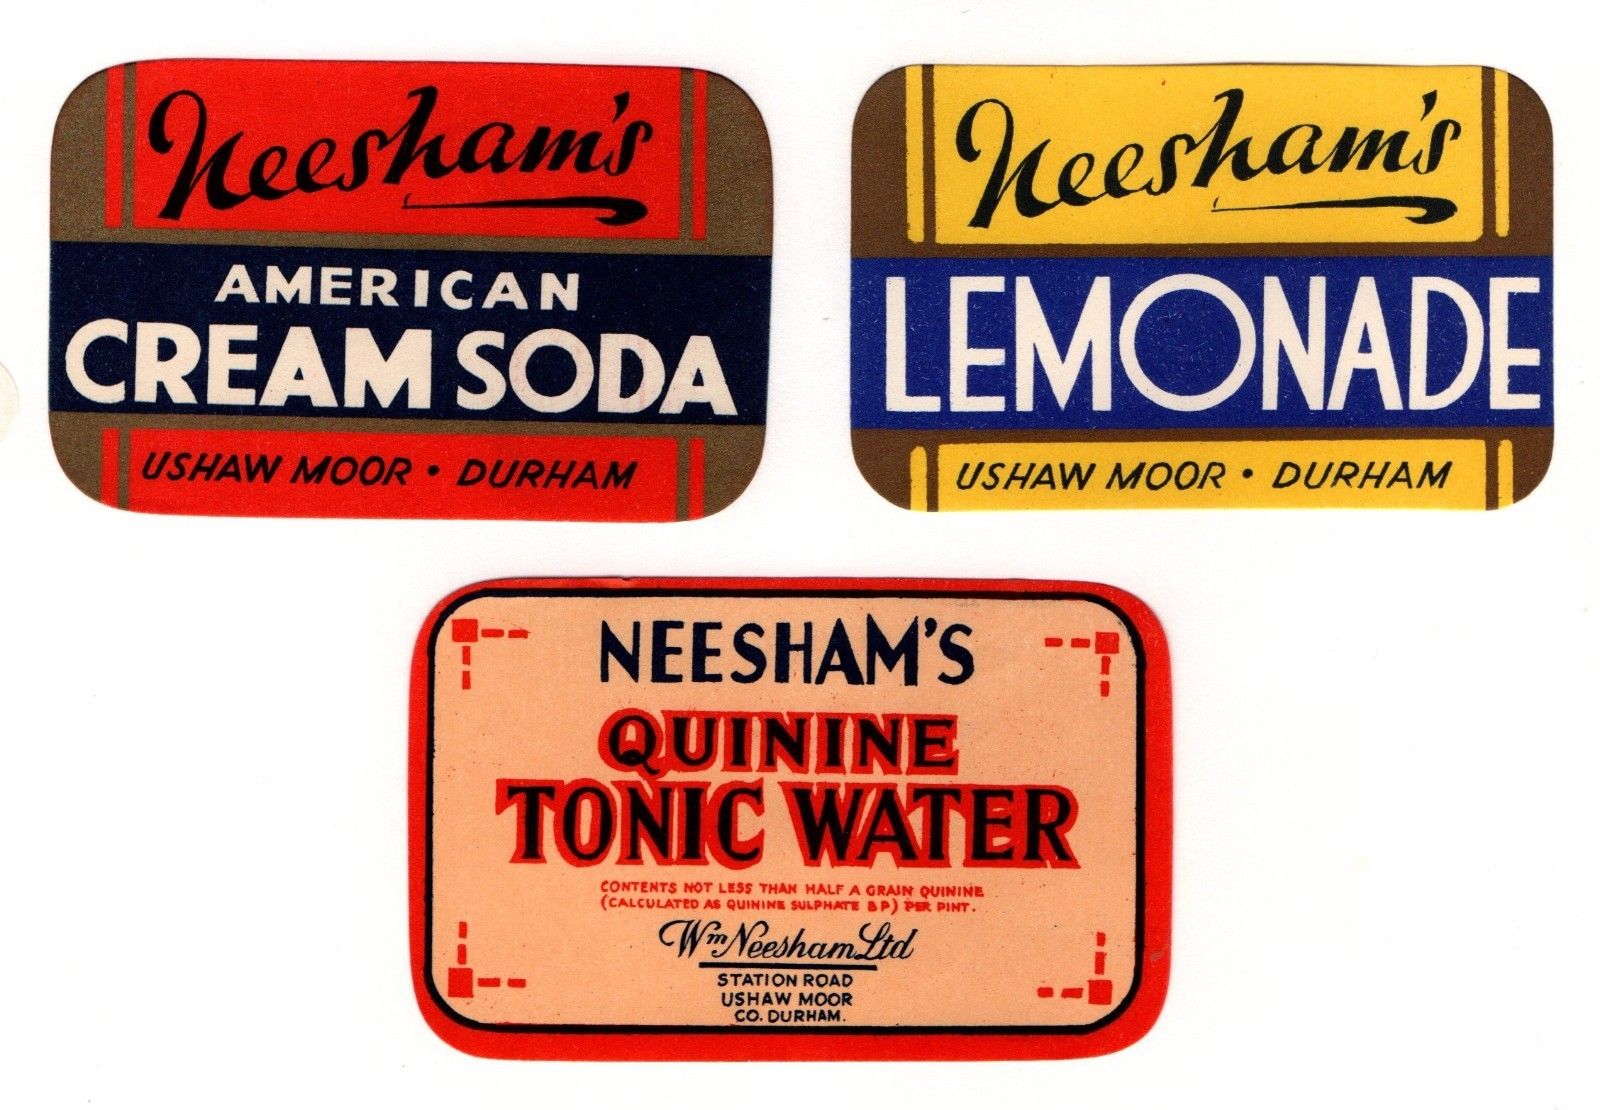 Neesham's
AMERICAN
CREAM SODA
USHAW MOOR • DURHAM
Neesham's
LEMONADE
USHAW MOOR • DURHAM
NEESHAM'S
QUININE
TONIC WATER
CONTENTS NOT LESS THAN HALF A GRAIN QUININE
(CALCULATED AS QUININE SULPHATE B P) PER PINT.
Wm Neesham Ltd
STATION ROAD
USHAW MOOR
CO. DURHAM.